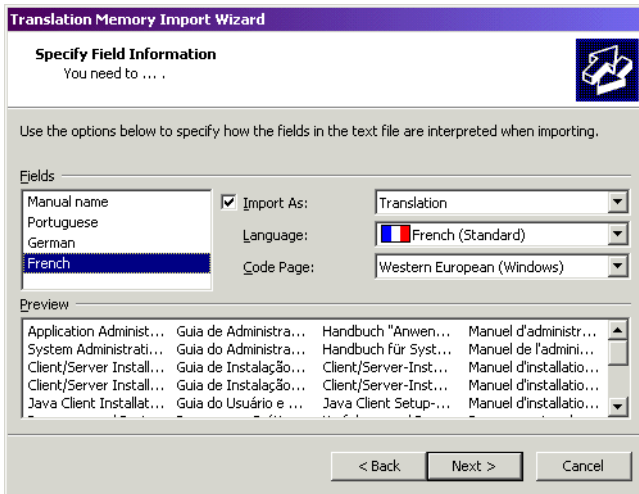 Translation Memory Import Wizard
Specify Field Information
You need to ... .
Use the options below to specify how the fields in the text file are interpreted when importing.
Fields
Manual name
Portuguese
German
French
Import As: Translation
Language: French (Standard)
Code Page: Western European (Windows)
Preview
Application Administ... Guia de Administra... Handbuch "Anwen... Manuel d'administr...
System Administrati... Guia do Administra... Handbuch für Syst... Manuel de l'admini...
Client/Server Install... Guia de Instalação... Client/Server-Inst... Manuel d'installatio...
Client/Server Install... Guia de Instalação... Client/Server-Inst... Manuel d'installatio...
Java Client Installat... Guia do Usuário e ... Java Client Setup-... Manuel d'installatio...
< Back Next > Cancel